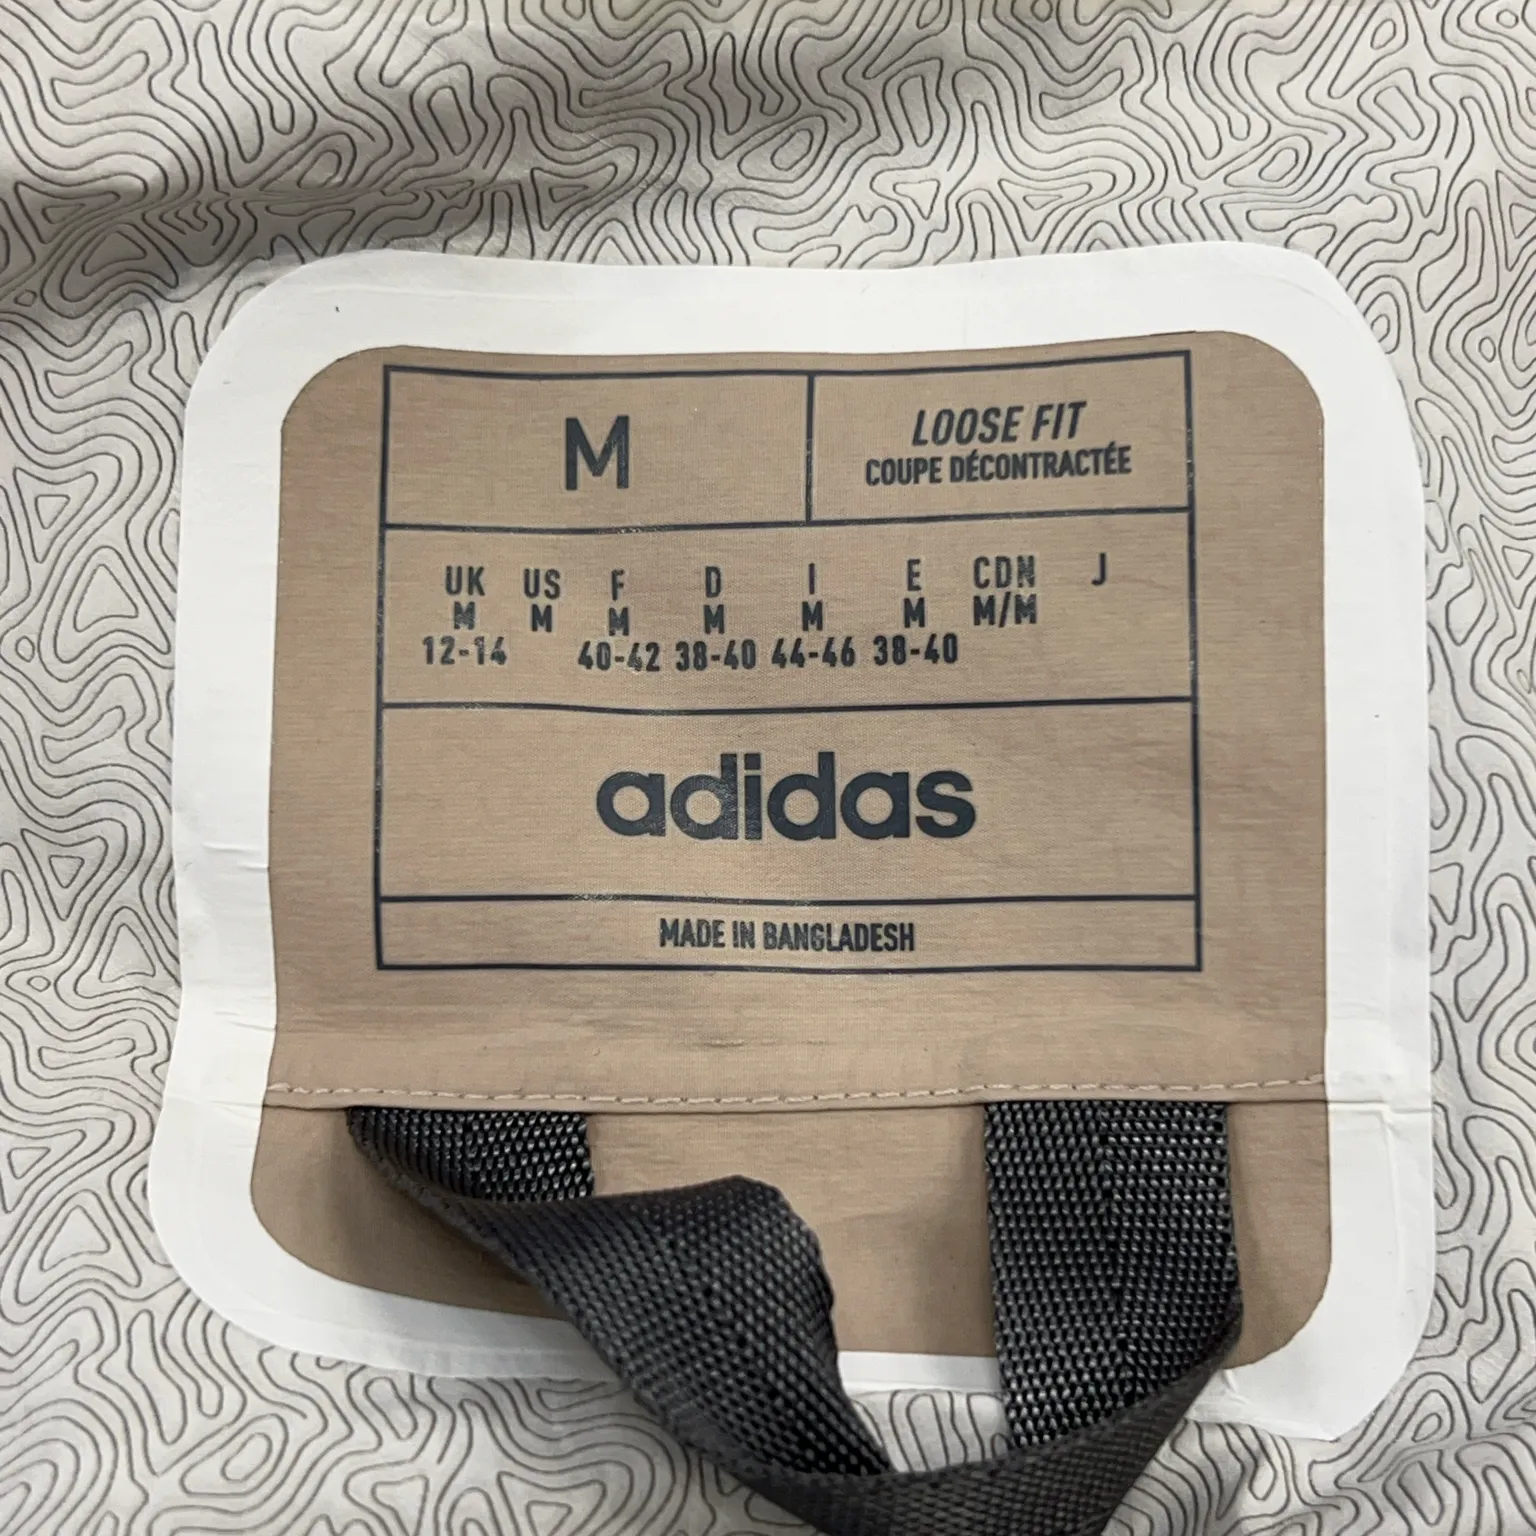 M
LOOSE FIT
COUPE DÉCONTRACTÉE
UK US F D I E CDN J
M M M M M M M/M
12-14 40-42 38-40 44-46 38-40
adidas
MADE IN BANGLADESH